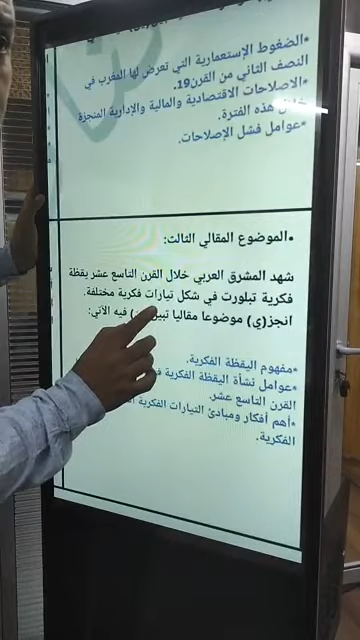 •الضغوط الإستعمارية التي تعرض لها المغرب في
النصف الثاني من القرن19.
•الاصلاحات الاقتصادية والمالية والإدارية المنجزة
هذه الفترة.
•عوامل فشل الإصلاحات.
•الموضوع المقالي الثالث:
شهد المشرق العربي خلال القرن التاسع عشر يقظة
فكرية تبلورت في شكل تيارات فكرية مختلفة.
انجز(ي) موضوعا مقاليا فيه الآتي:
•مفهوم اليقظة الفكرية.
•عوامل نشأة اليقظة الفكرية
القرن التاسع عشر.
•أهم أفكار ومبادئ التيارات الفكرية
الفكرية.